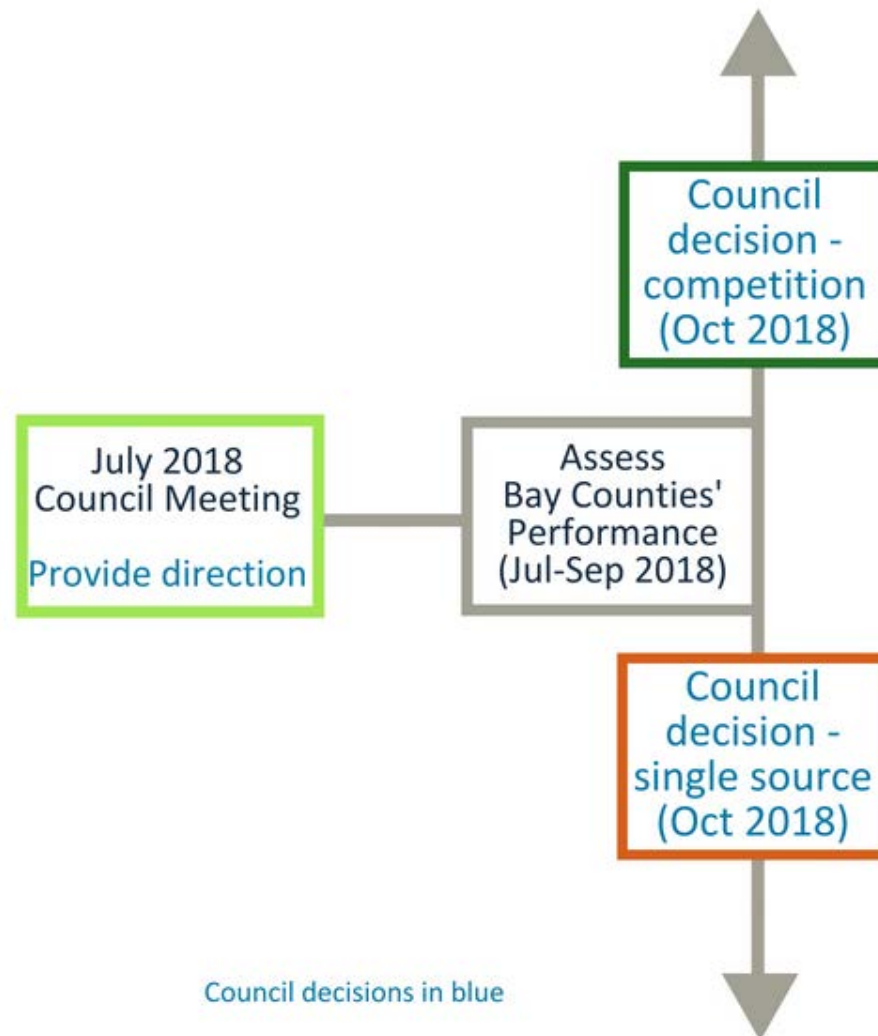 July 2018
Council Meeting
Provide direction
Assess
Bay Counties'
Performance
(Jul-Sep 2018)
Council
decision -
competition
(Oct 2018)
Council
decision -
single source
(Oct 2018)
Council decisions in blue